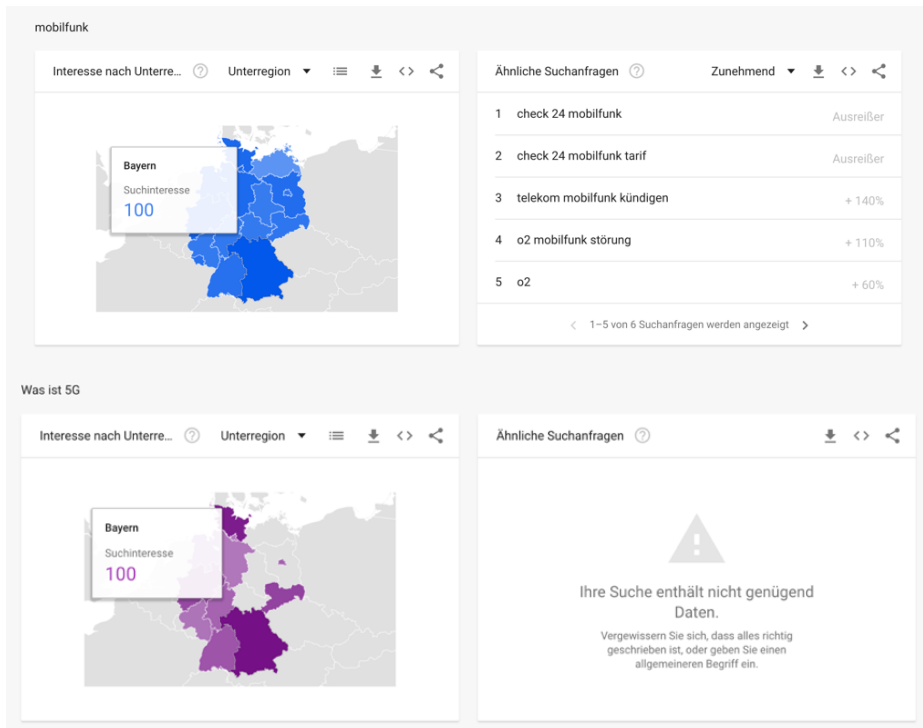 mobilfunk
Interesse nach Unterre...
Unterregion
Bayern
Suchinteresse
100
Ähnliche Suchanfragen
Zunehmend
1 check 24 mobilfunk Ausreißer
2 check 24 mobilfunk tarif Ausreißer
3 telekom mobilfunk kündigen + 140%
4 o2 mobilfunk störung + 110%
5 o2 + 60%
1–5 von 6 Suchanfragen werden angezeigt
Was ist 5G
Interesse nach Unterre...
Unterregion
Bayern
Suchinteresse
100
Ähnliche Suchanfragen
Ihre Suche enthält nicht genügend
Daten.
Vergewissern Sie sich, dass alles richtig
geschrieben ist, oder geben Sie einen
allgemeineren Begriff ein.